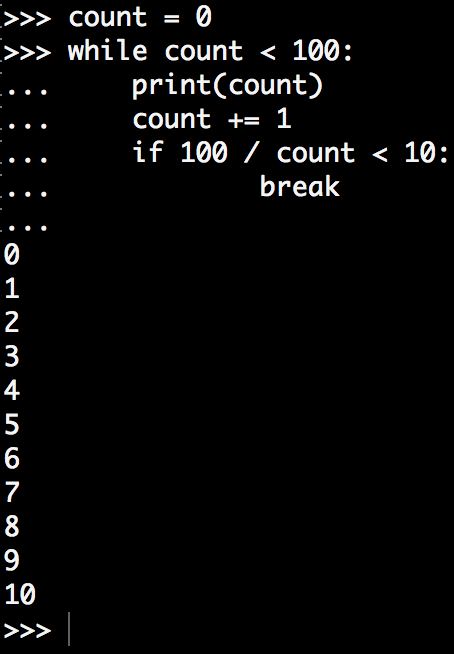 >>> count = 0
>>> while count < 100:
...     print(count)
...     count += 1
...     if 100 / count < 10:
...             break
...
0
1
2
3
4
5
6
7
8
9
10
>>>